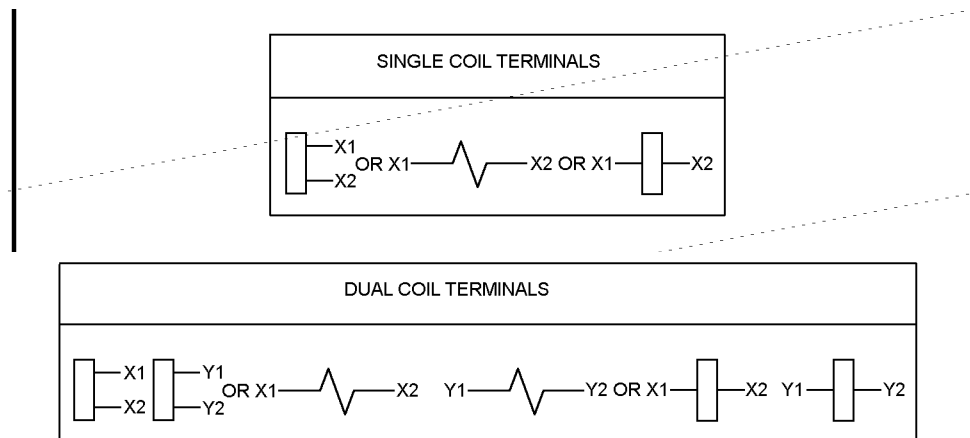 SINGLE COIL TERMINALS
X1
X2
OR X1 X2 OR X1 X2
DUAL COIL TERMINALS
X1 Y1
X2 Y2
OR X1 X2 Y1 Y2 OR X1 X2 Y1 Y2